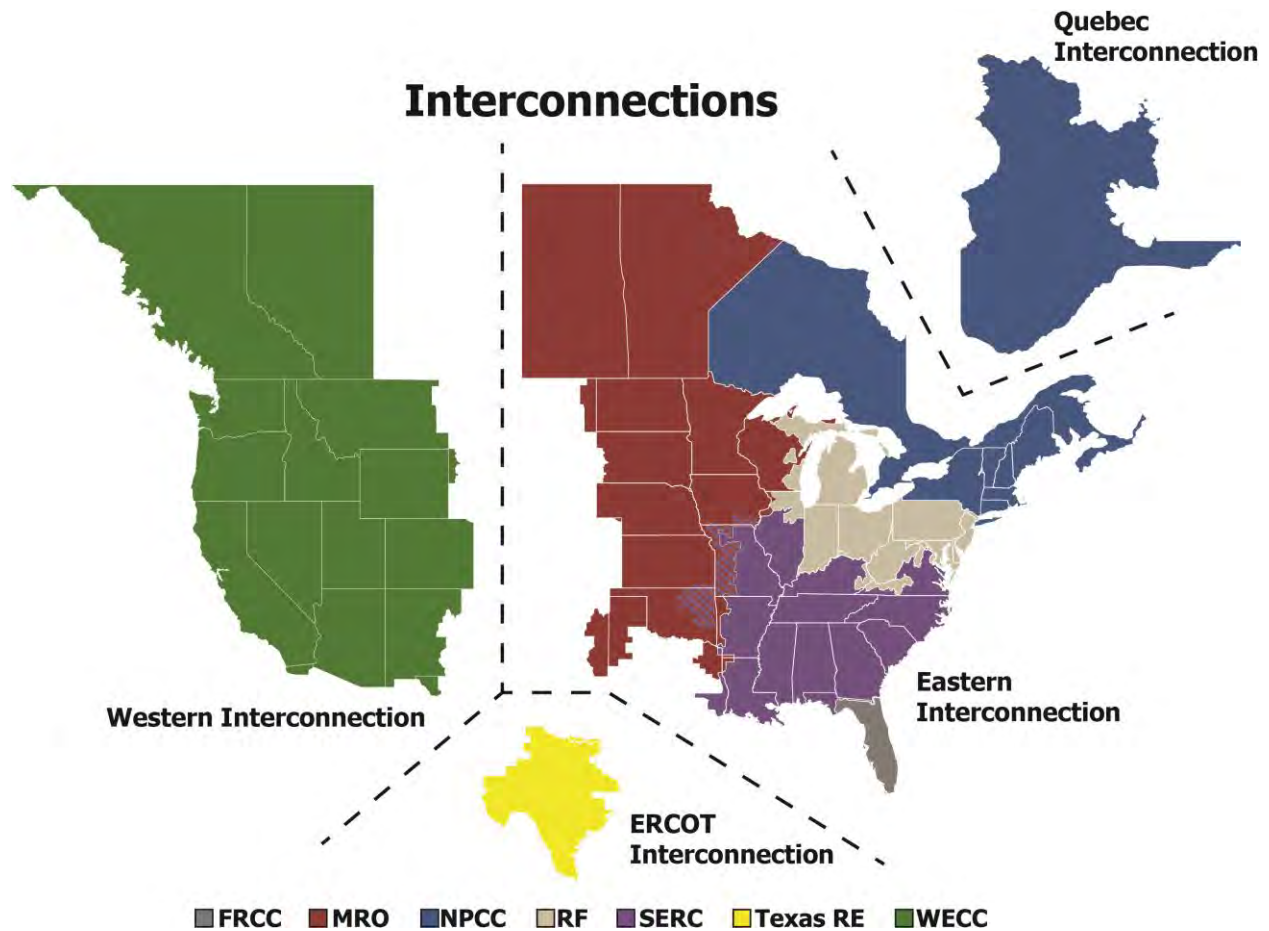 Quebec
Interconnection
Interconnections
Western Interconnection
Eastern
Interconnection
ERCOT
Interconnection
FRCC MRO NPCC RF SERC Texas RE WECC